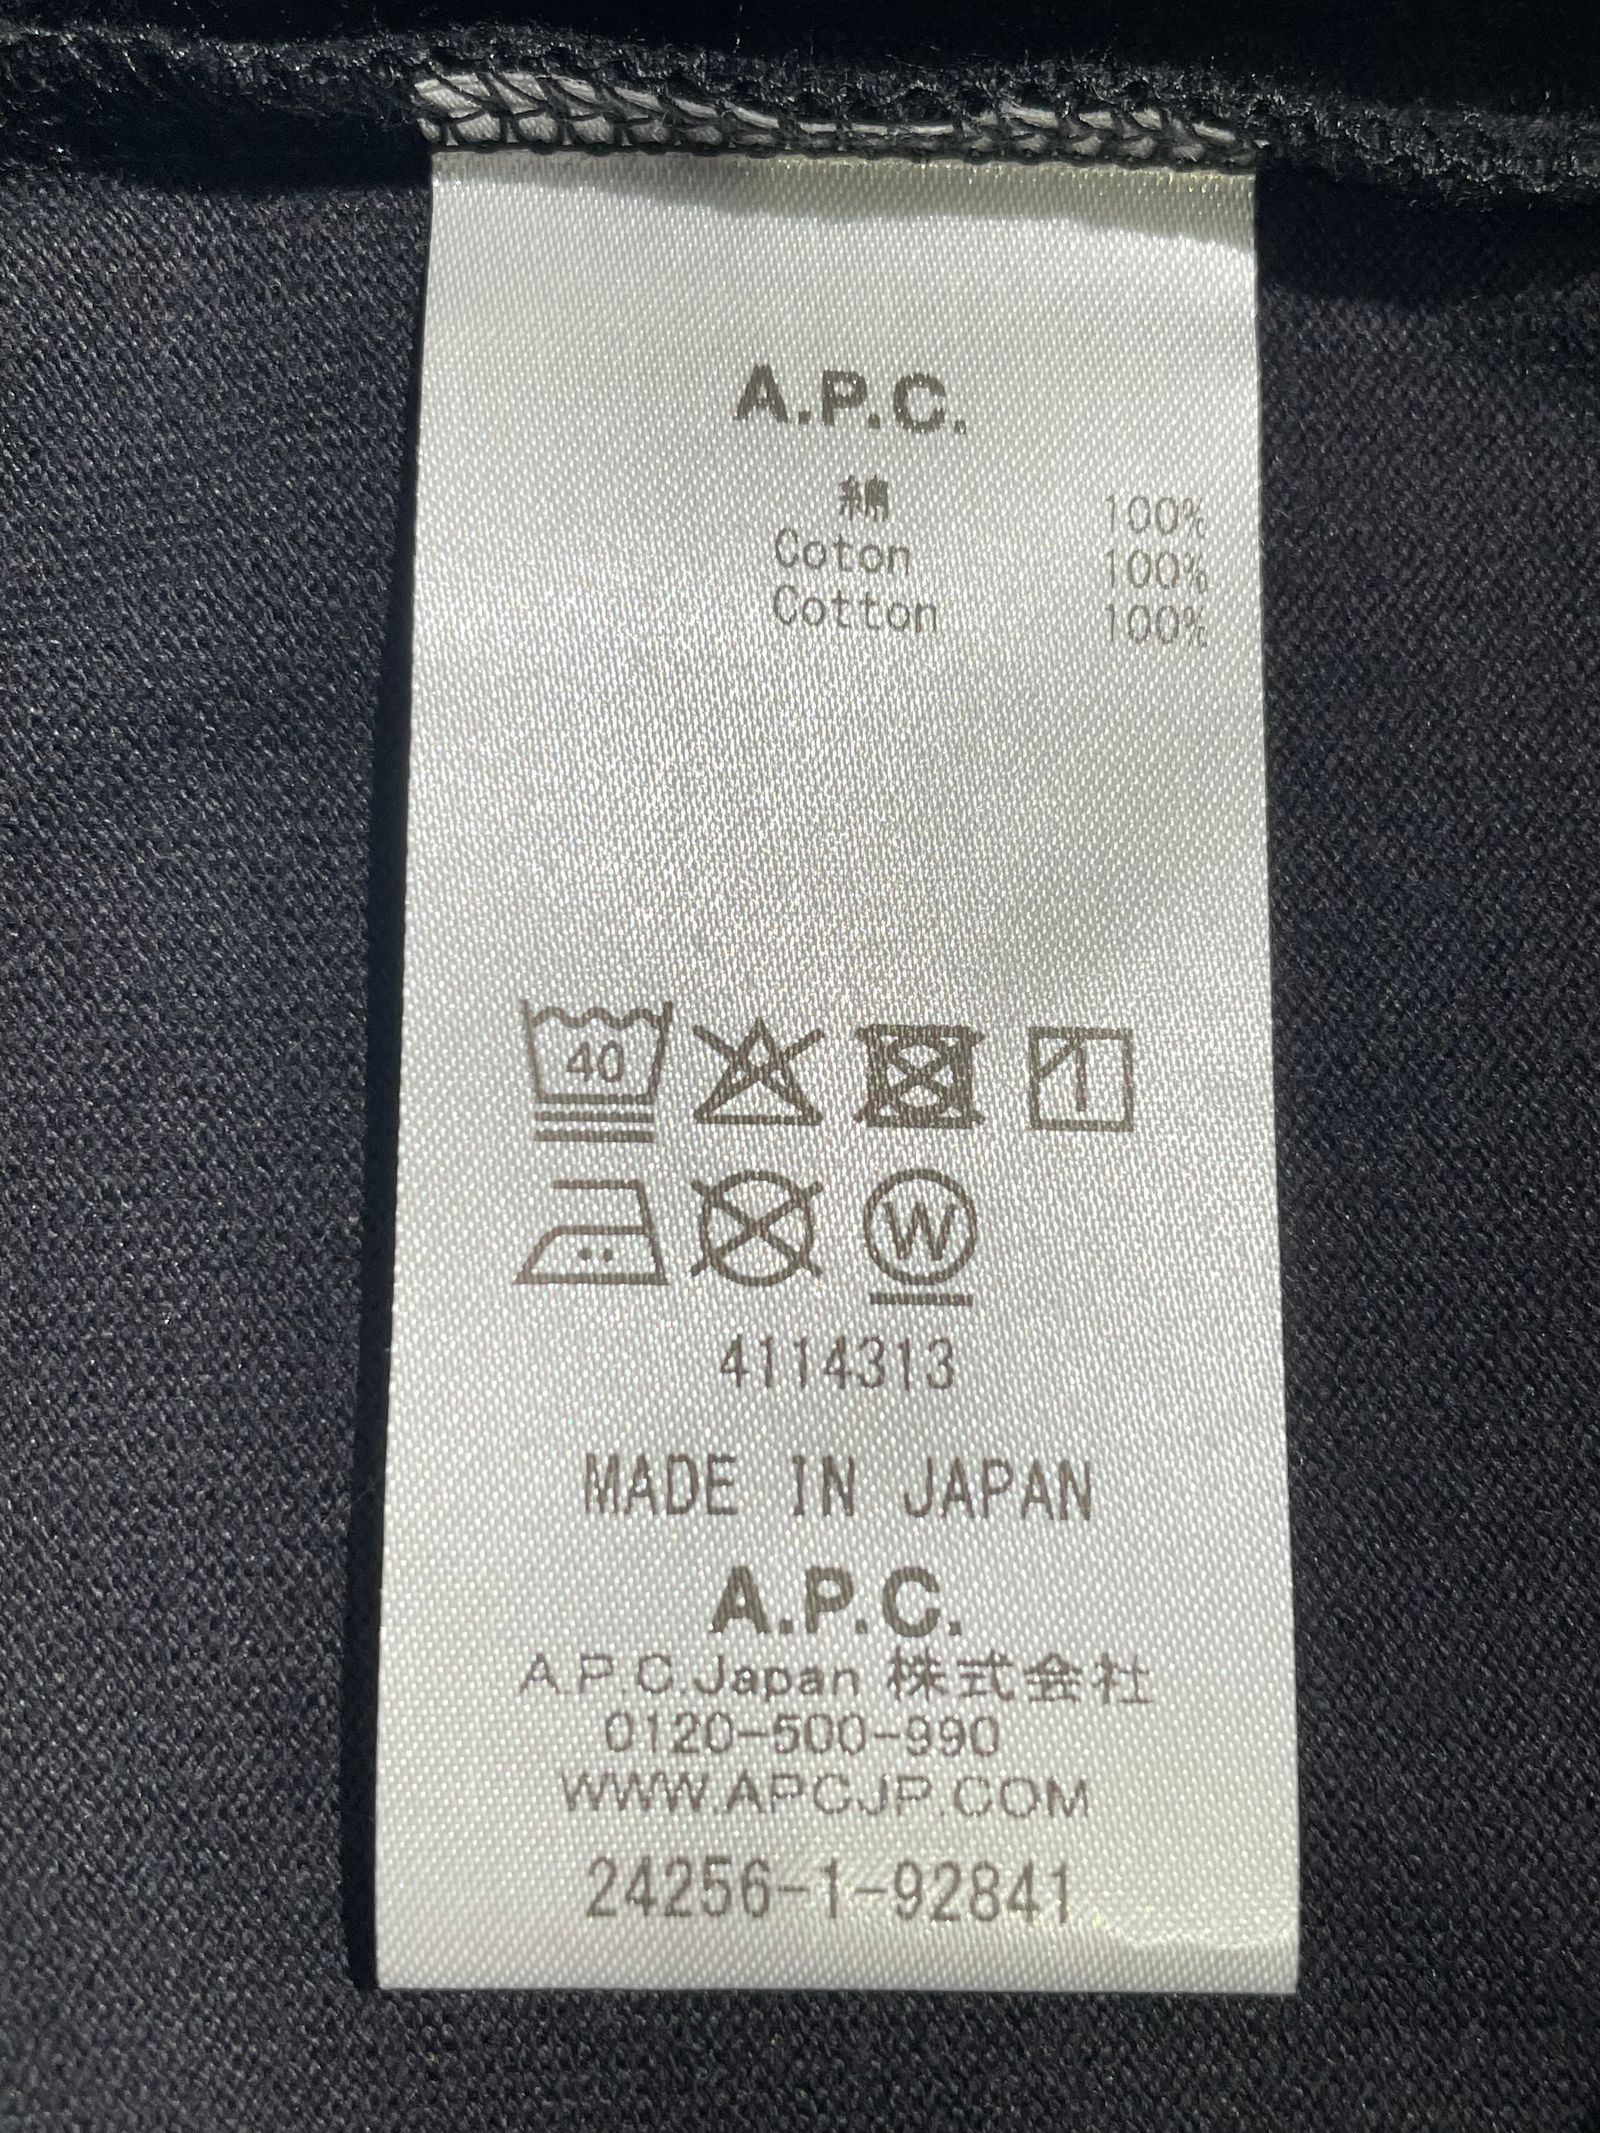 A.P.C.
綿 100%
Coton 100%
Cotton 100%
40
4114313
MADE IN JAPAN
A.P.C.
A.P.C.Japan 株式会社
0120-500-990
WWW.APCJP.COM
24256-1-92841